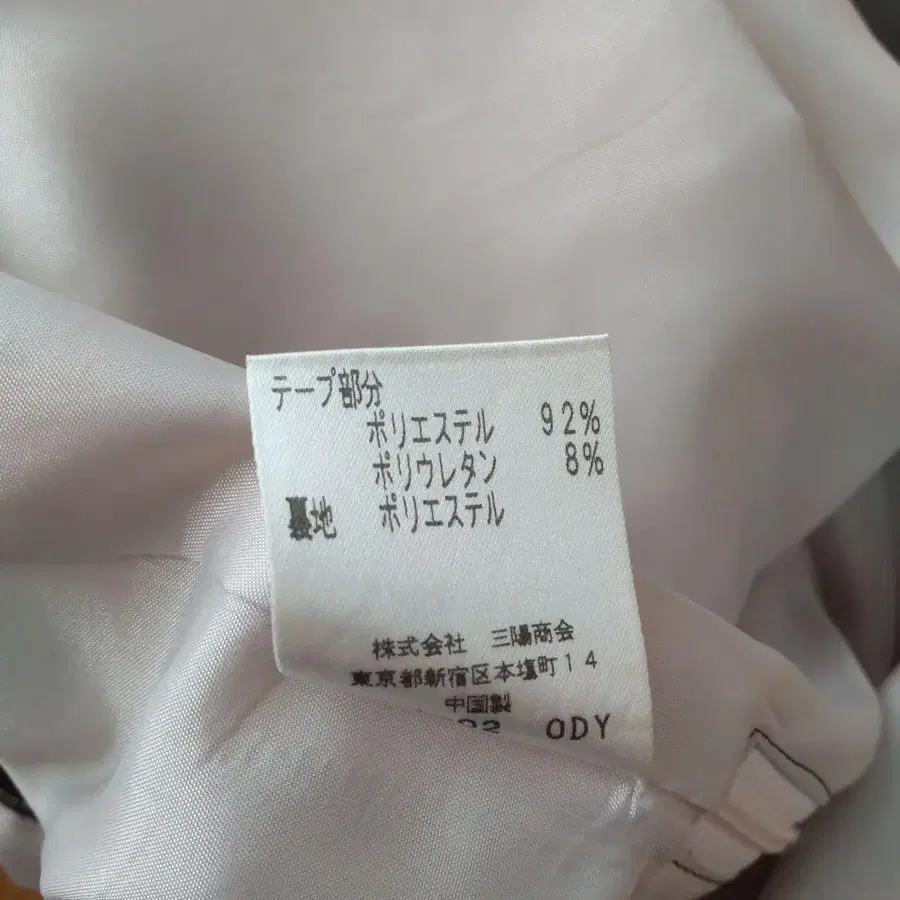 テープ部分
ポリエステル 92%
ポリウレタン 8%
裏地 ポリエステル
株式会社 三陽商会
東京都新宿区本塩町14
中国製
ODY